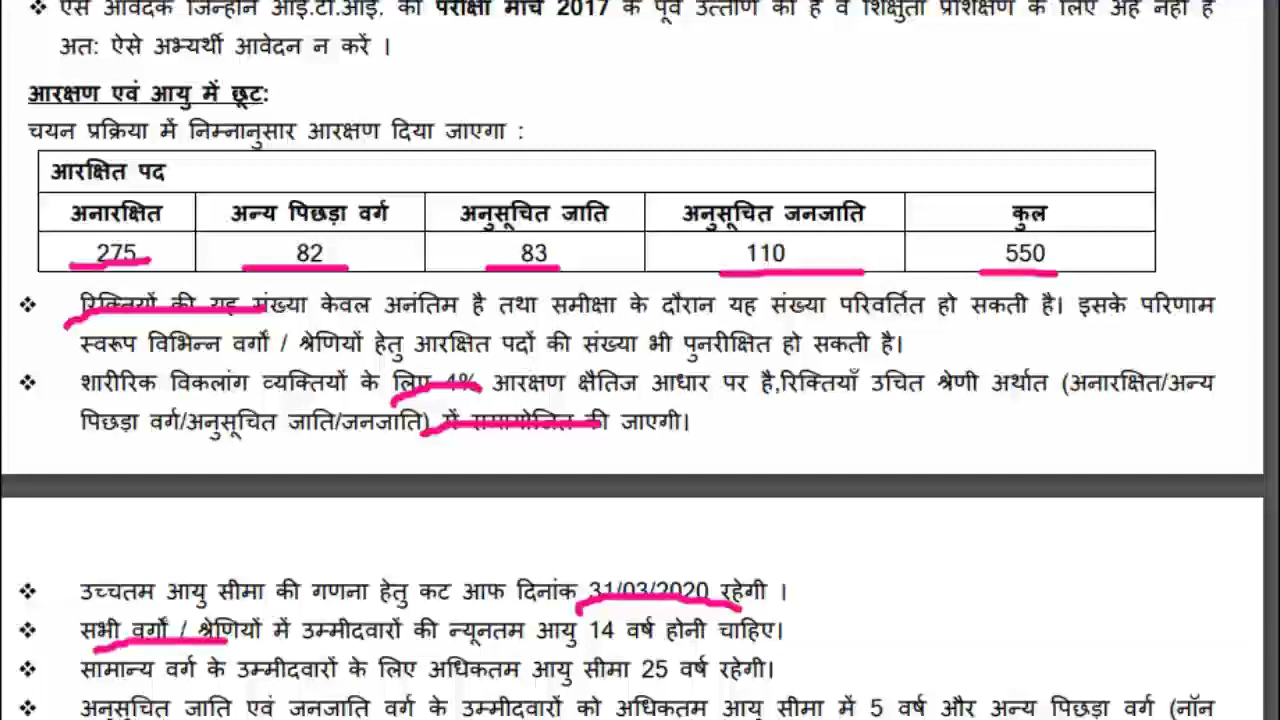 ❖ ऐसे आवेदक जिन्होंने आई.टी.आई. की परीक्षा मार्च 2017 के पूर्व उत्तीर्ण की है वे शिक्षुता प्रशिक्षण के लिए अर्ह नहीं है
अत: ऐसे अभ्यर्थी आवेदन न करें ।
आरक्षण एवं आयु में छूट:
चयन प्रक्रिया में निम्नानुसार आरक्षण दिया जाएगा :
आरक्षित पद
अनारक्षित अन्य पिछड़ा वर्ग अनुसूचित जाति अनुसूचित जनजाति कुल
275 82 83 110 550
❖ रिक्तियों की यह संख्या केवल अनंतिम है तथा समीक्षा के दौरान यह संख्या परिवर्तित हो सकती है। इसके परिणाम
स्वरूप विभिन्न वर्गों / श्रेणियों हेतु आरक्षित पदों की संख्या भी पुनरीक्षित हो सकती है।
❖ शारीरिक विकलांग व्यक्तियों के लिए 4% आरक्षण क्षैतिज आधार पर है,रिक्तियाँ उचित श्रेणी अर्थात (अनारक्षित/अन्य
पिछड़ा वर्ग/अनुसूचित जाति/जनजाति) में समायोजित की जाएगी।
❖ उच्चतम आयु सीमा की गणना हेतु कट आफ दिनांक 31/03/2020 रहेगी ।
❖ सभी वर्गों / श्रेणियों में उम्मीदवारों की न्यूनतम आयु 14 वर्ष होनी चाहिए।
❖ सामान्य वर्ग के उम्मीदवारों के लिए अधिकतम आयु सीमा 25 वर्ष रहेगी।
❖ अनुसूचित जाति एवं जनजाति वर्ग के उम्मीदवारों को अधिकतम आयु सीमा में 5 वर्ष और अन्य पिछड़ा वर्ग (नॉन